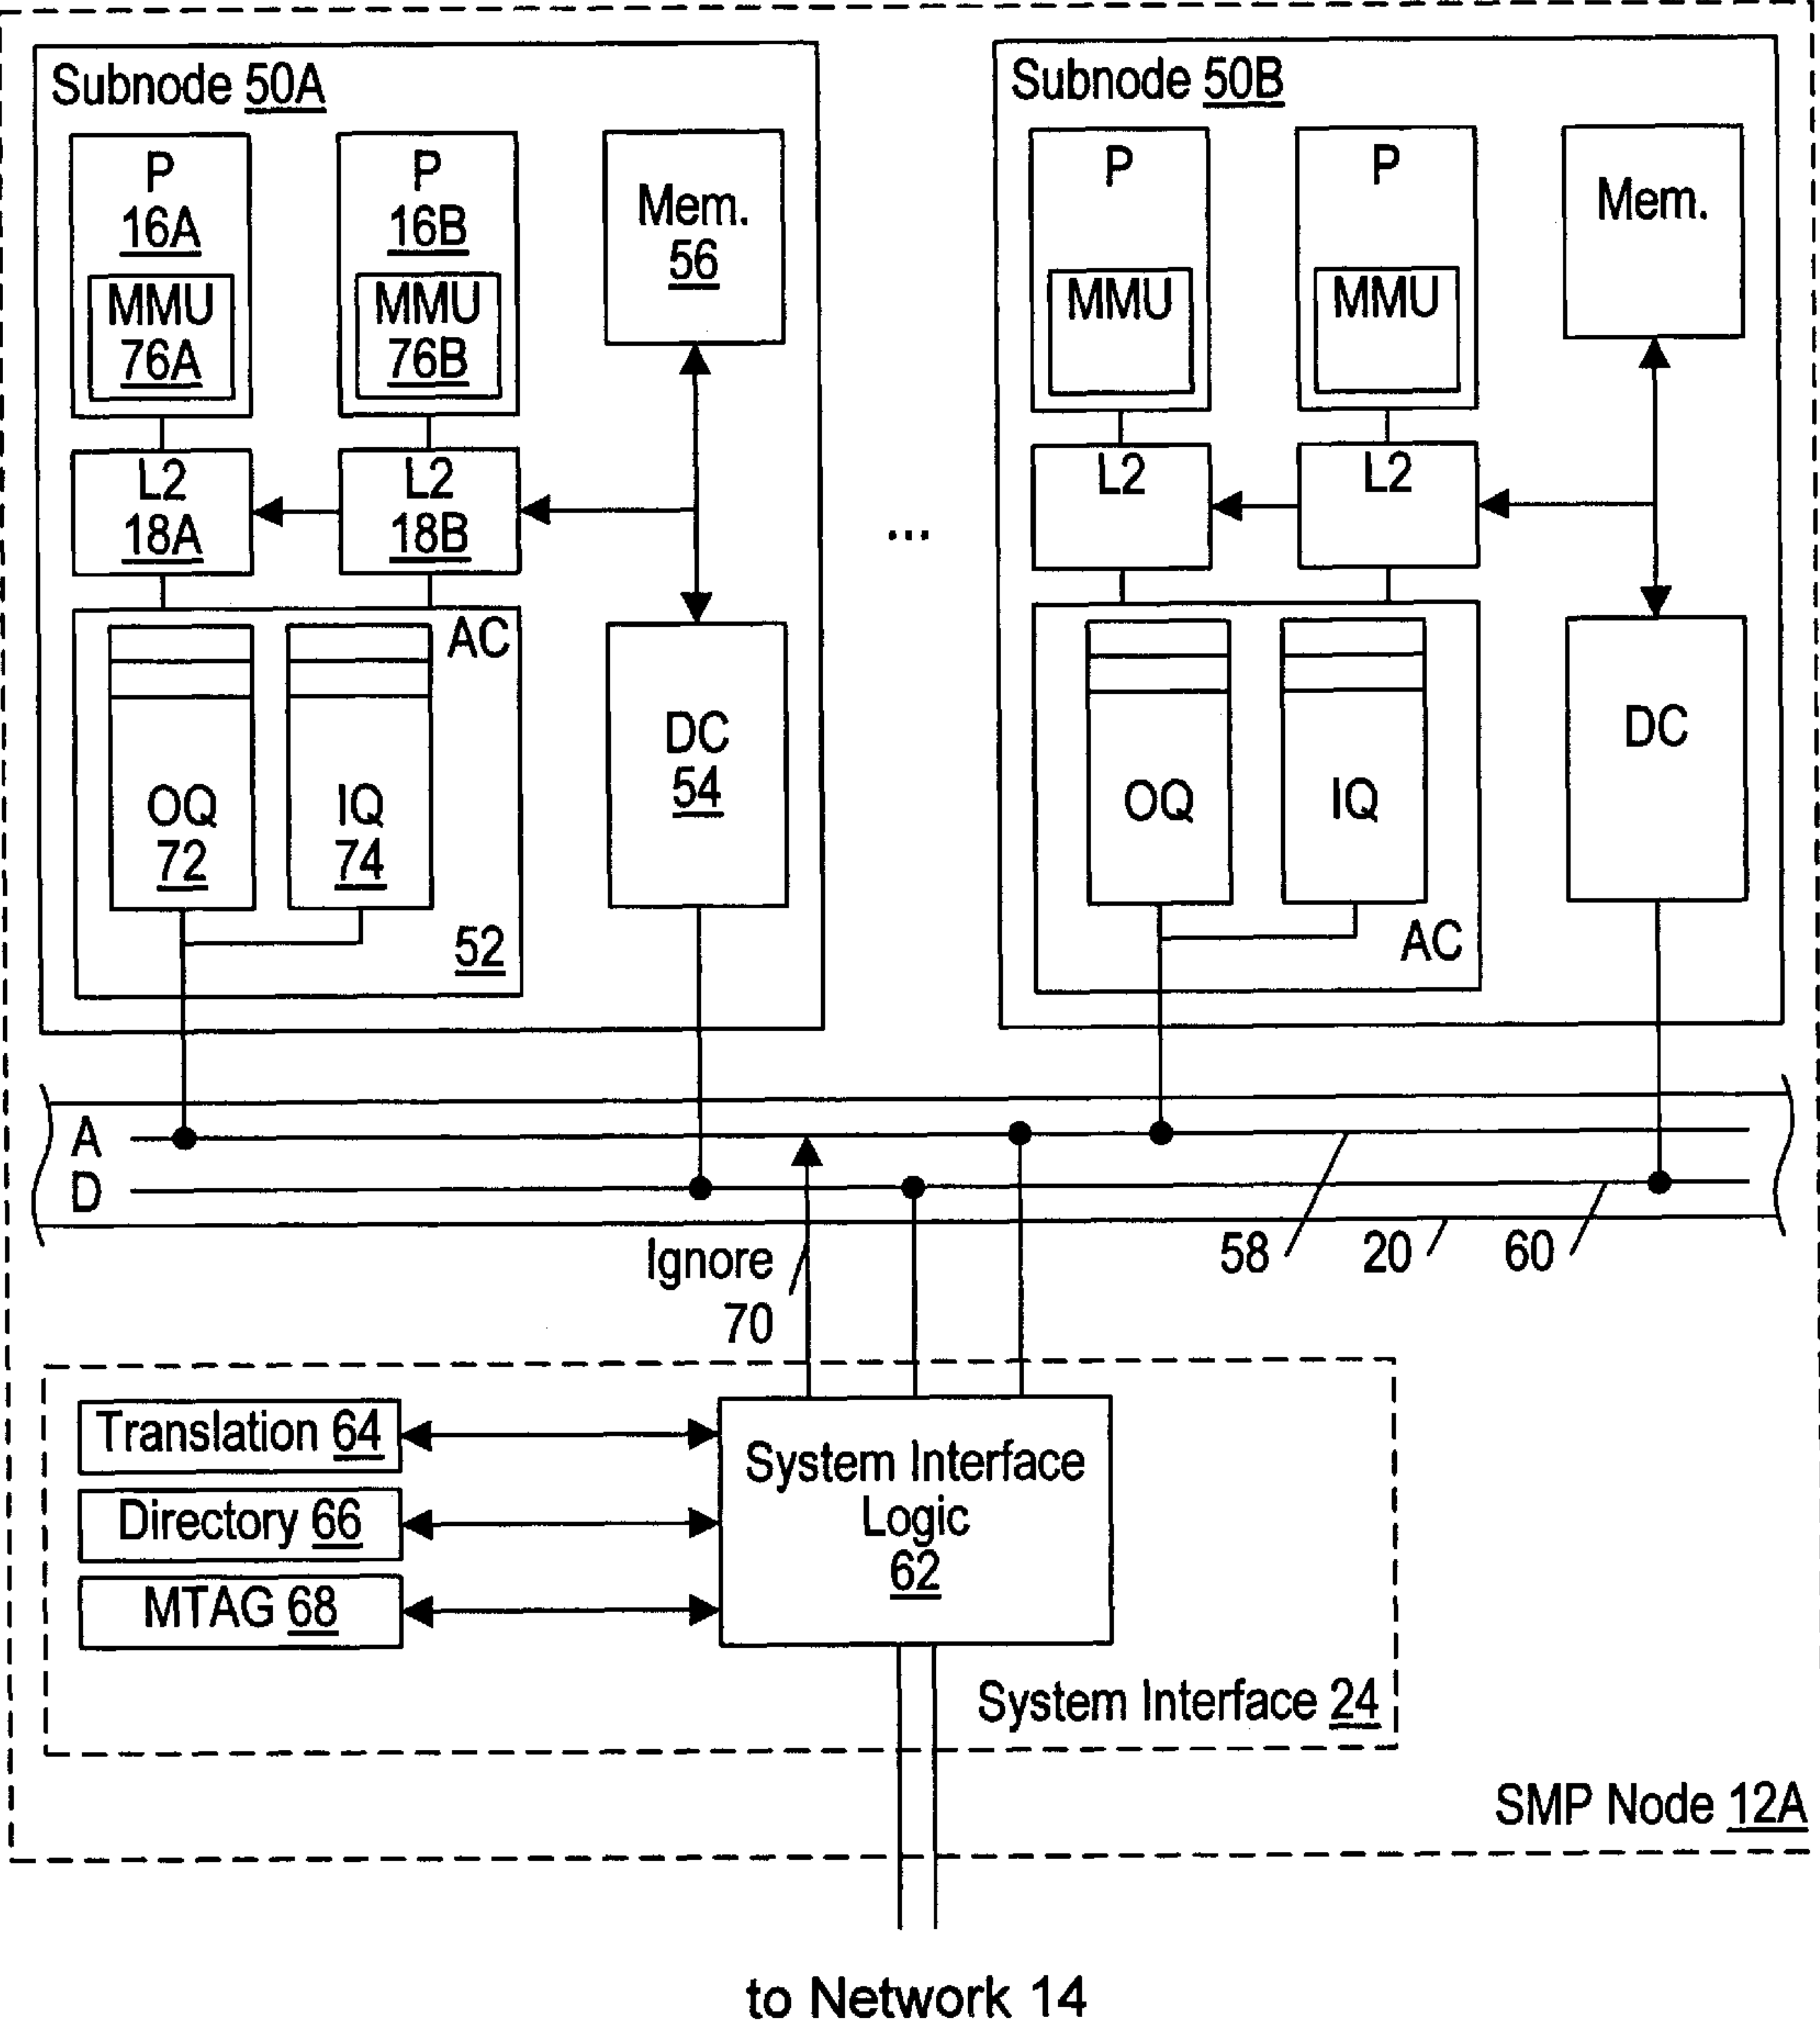 Subnode 50A
P
16A
MMU
76A
P
16B
MMU
76B
Mem.
56
L2
18A
L2
18B
AC
OQ
72
IQ
74
52
DC
54
...
Subnode 50B
P
MMU
P
MMU
Mem.
L2
L2
OQ
IQ
AC
DC
A
D
58
20
60
Ignore
70
Translation 64
Directory 66
MTAG 68
System Interface
Logic
62
System Interface 24
SMP Node 12A
to Network 14